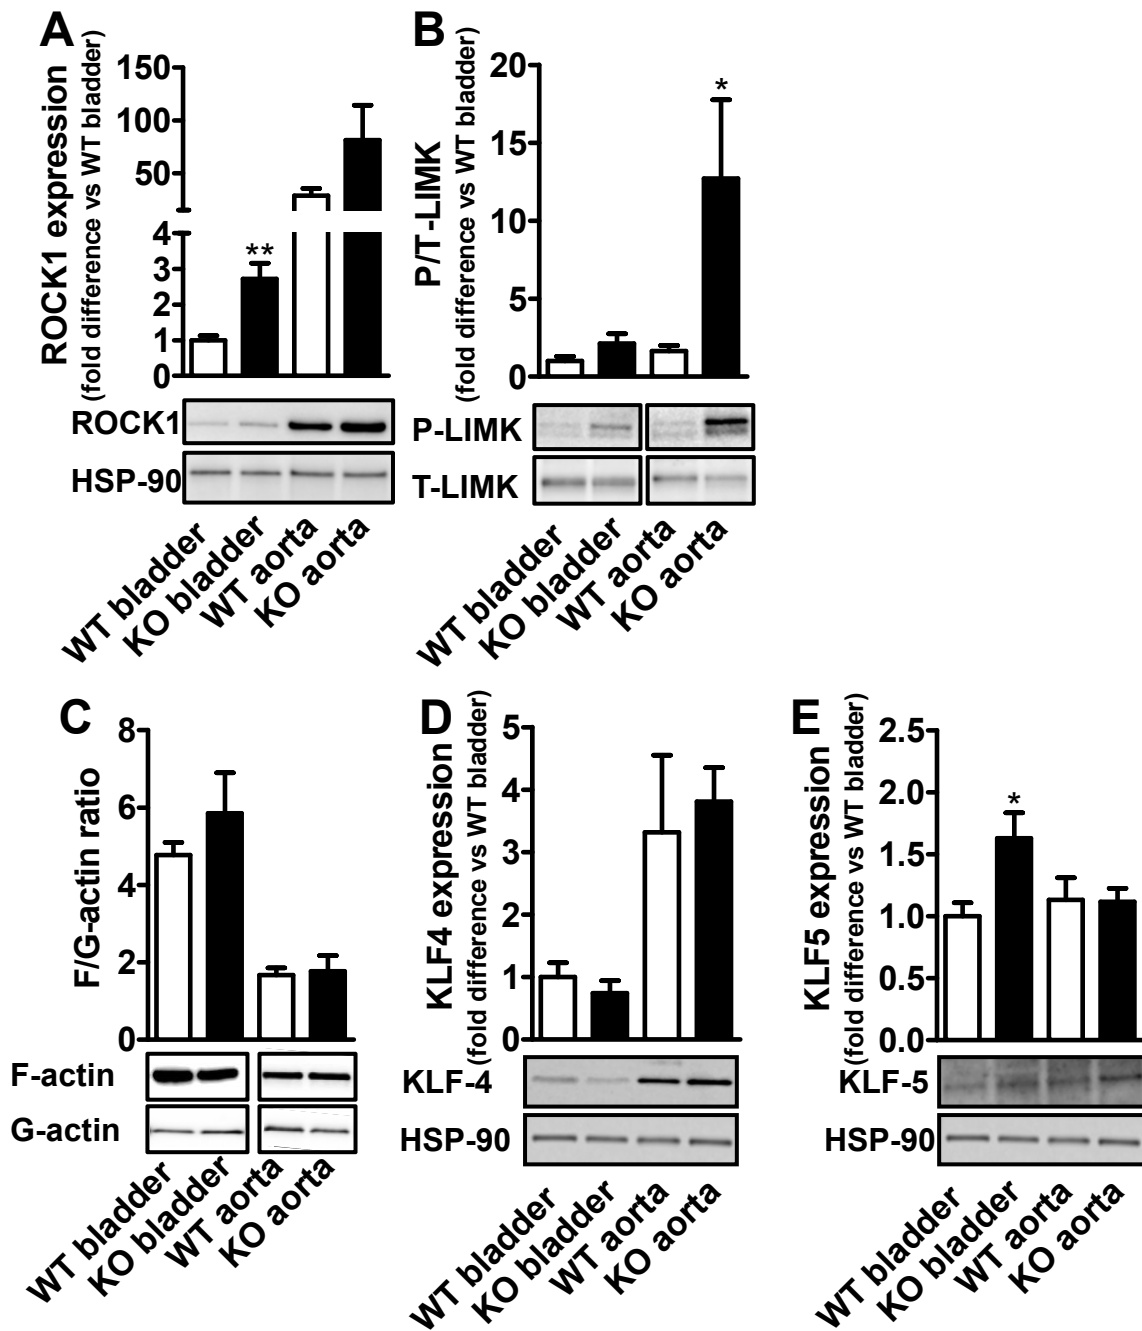 A
ROCK1 expression
(fold difference vs WT bladder)
150
100
50
4
3
2
1
0
**
ROCK1
HSP-90
WT bladder
KO bladder
WT aorta
KO aorta
B
P/T-LIMK
(fold difference vs WT bladder)
20
15
10
5
0
*
P-LIMK
T-LIMK
WT bladder
KO bladder
WT aorta
KO aorta
C
F/G-actin ratio
8
6
4
2
0
F-actin
G-actin
WT bladder
KO bladder
WT aorta
KO aorta
D
KLF4 expression
(fold difference vs WT bladder)
5
4
3
2
1
0
KLF-4
HSP-90
WT bladder
KO bladder
WT aorta
KO aorta
E
KLF5 expression
(fold difference vs WT bladder)
2.5
2.0
1.5
1.0
0.5
0.0
*
KLF-5
HSP-90
WT bladder
KO bladder
WT aorta
KO aorta